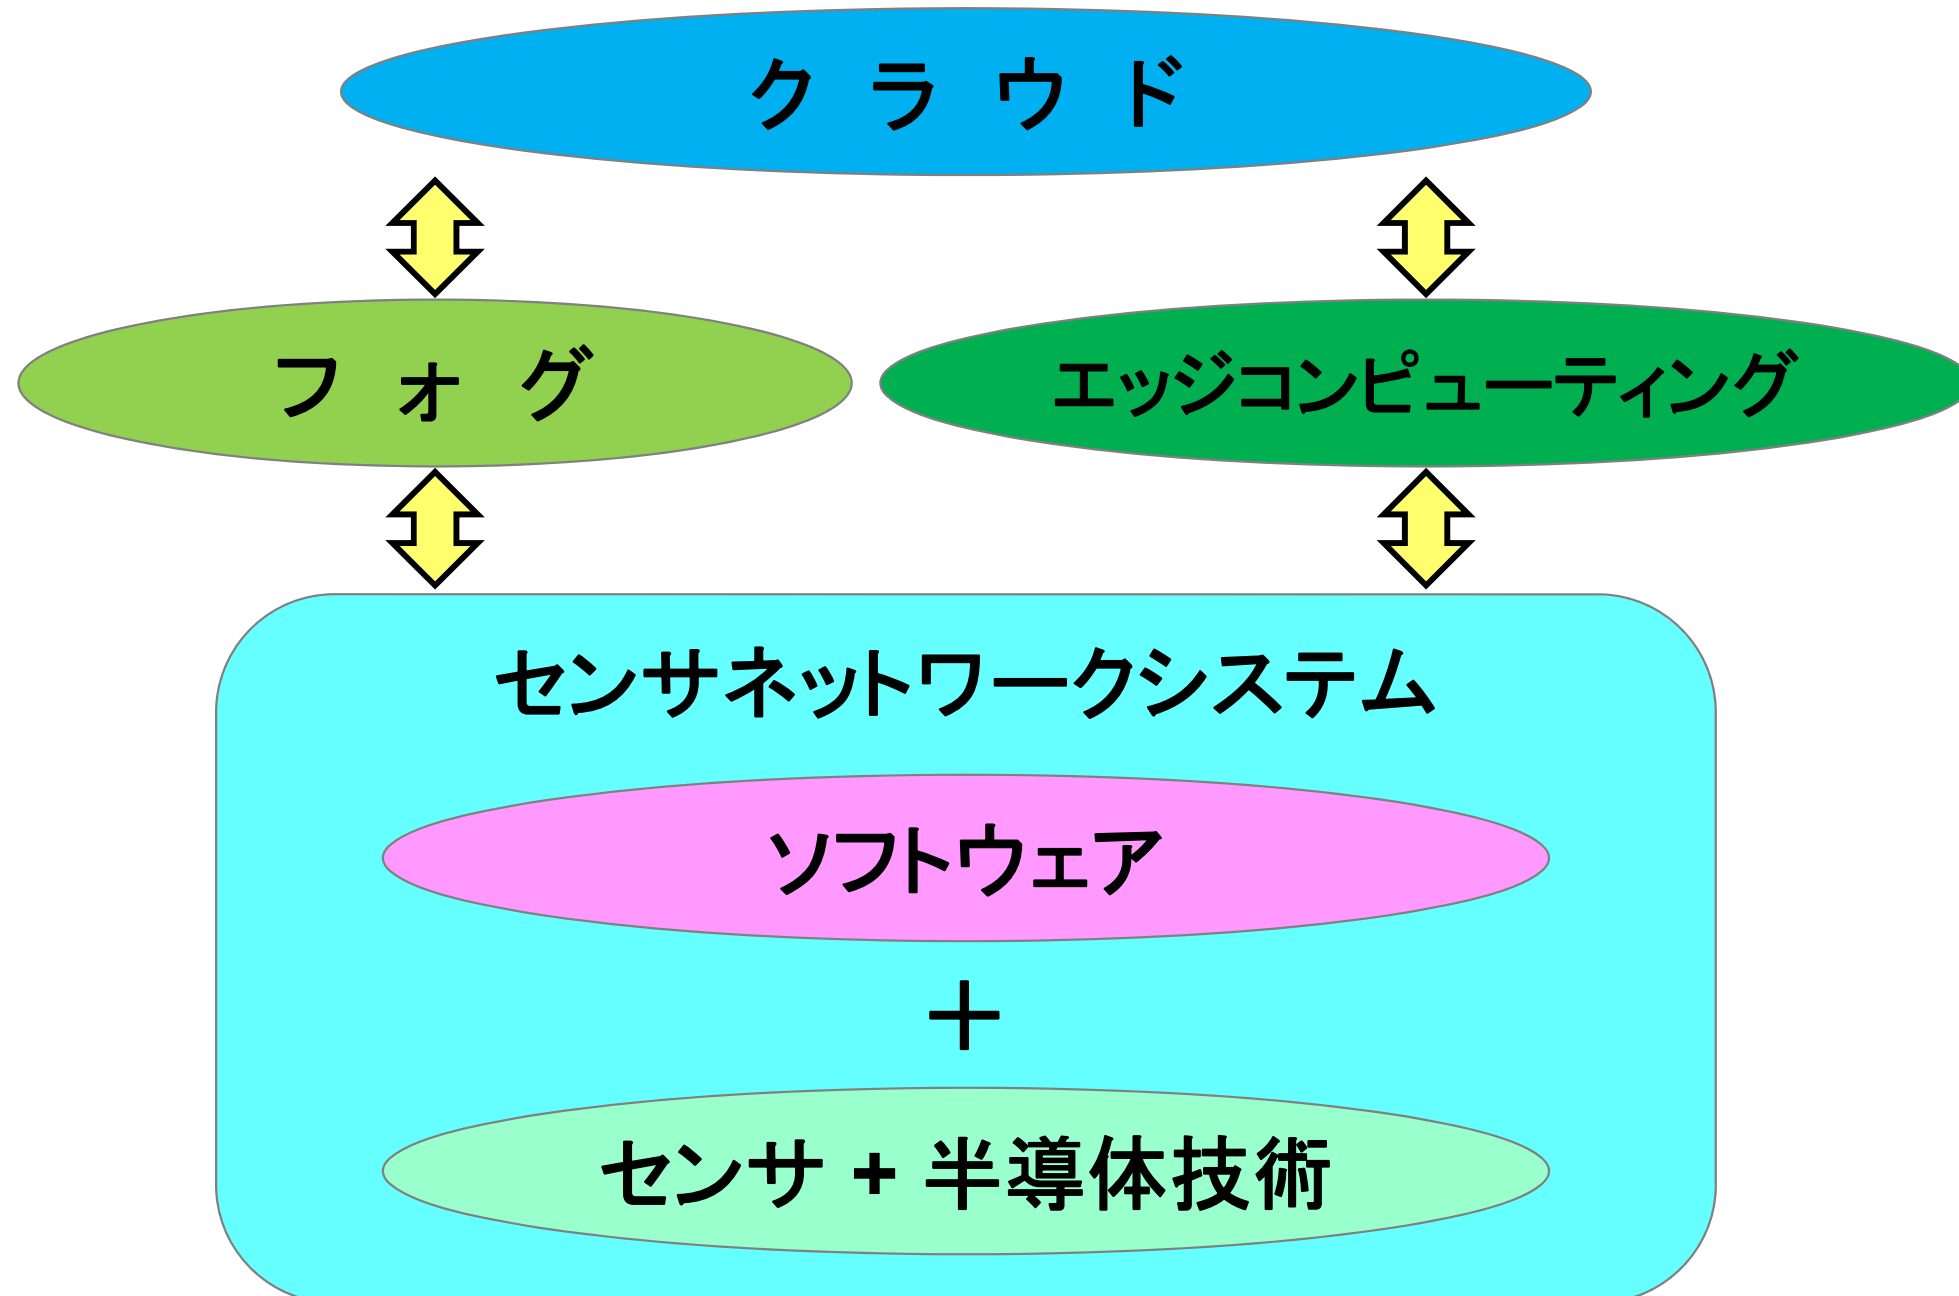 クラウド
フォグ
エッジコンピューティング
センサネットワークシステム
ソフトウェア
＋
センサ + 半導体技術